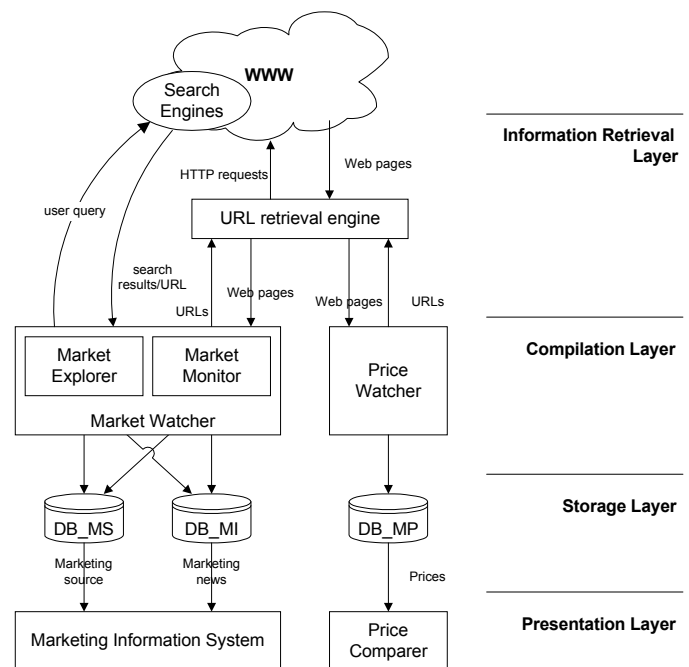 WWW
Search
Engines
Information Retrieval
Layer
HTTP requests
Web pages
user query
URL retrieval engine
search
results/URL
URLs
Web pages
Web pages
URLs
Market
Explorer
Market
Monitor
Market Watcher
Price
Watcher
Compilation Layer
DB_MS
DB_MI
DB_MP
Storage Layer
Marketing
source
Marketing
news
Prices
Marketing Information System
Price
Comparer
Presentation Layer